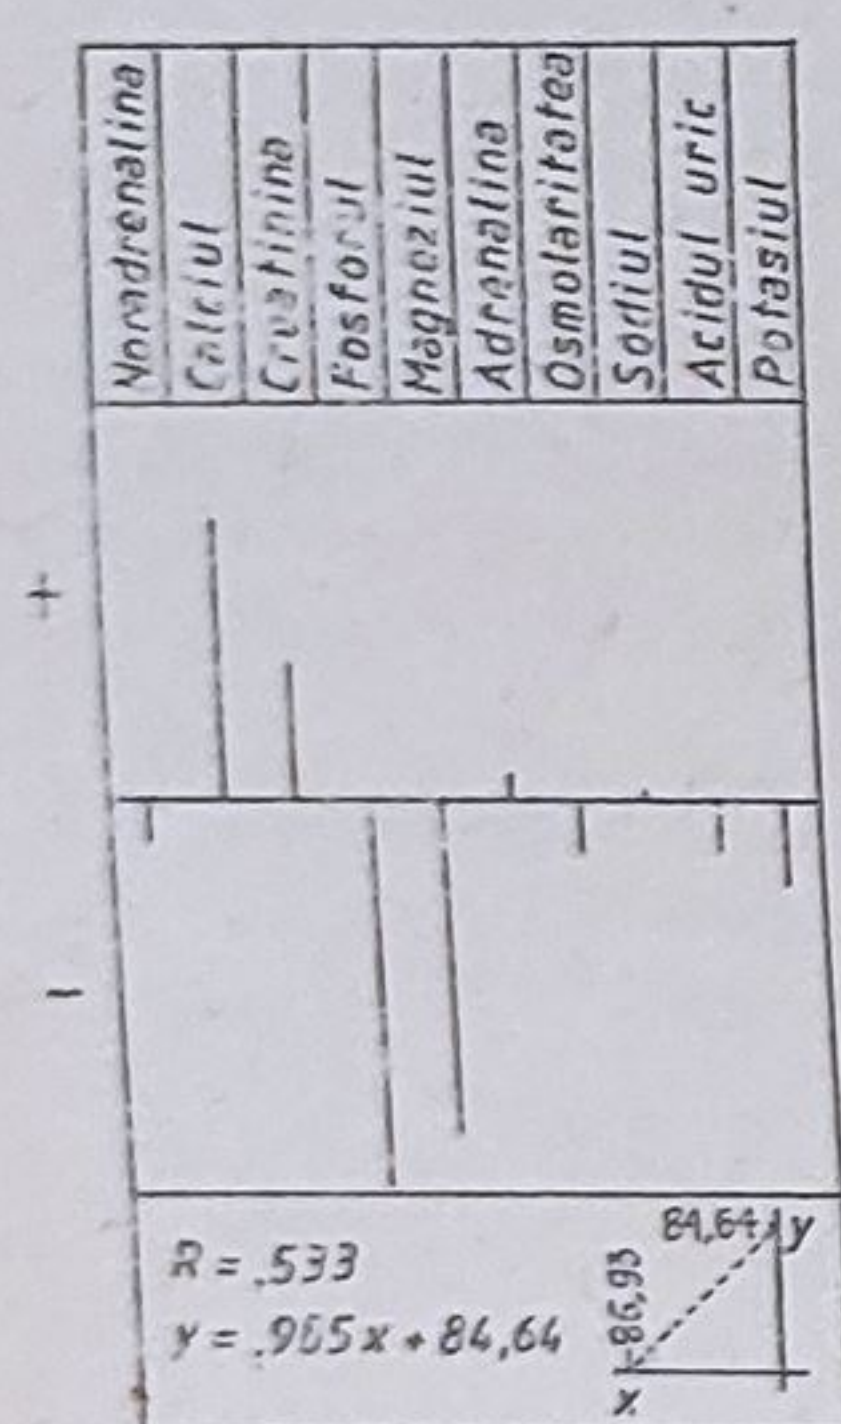 Noradrenalina
Calciul
Creatinina
Fosforul
Magneziul
Adrenalina
Osmolaritatea
Sodiul
Acidul uric
Potasiul
+
-
R = .533
y = .965x + 84,64
84,64
y
-86,93
x